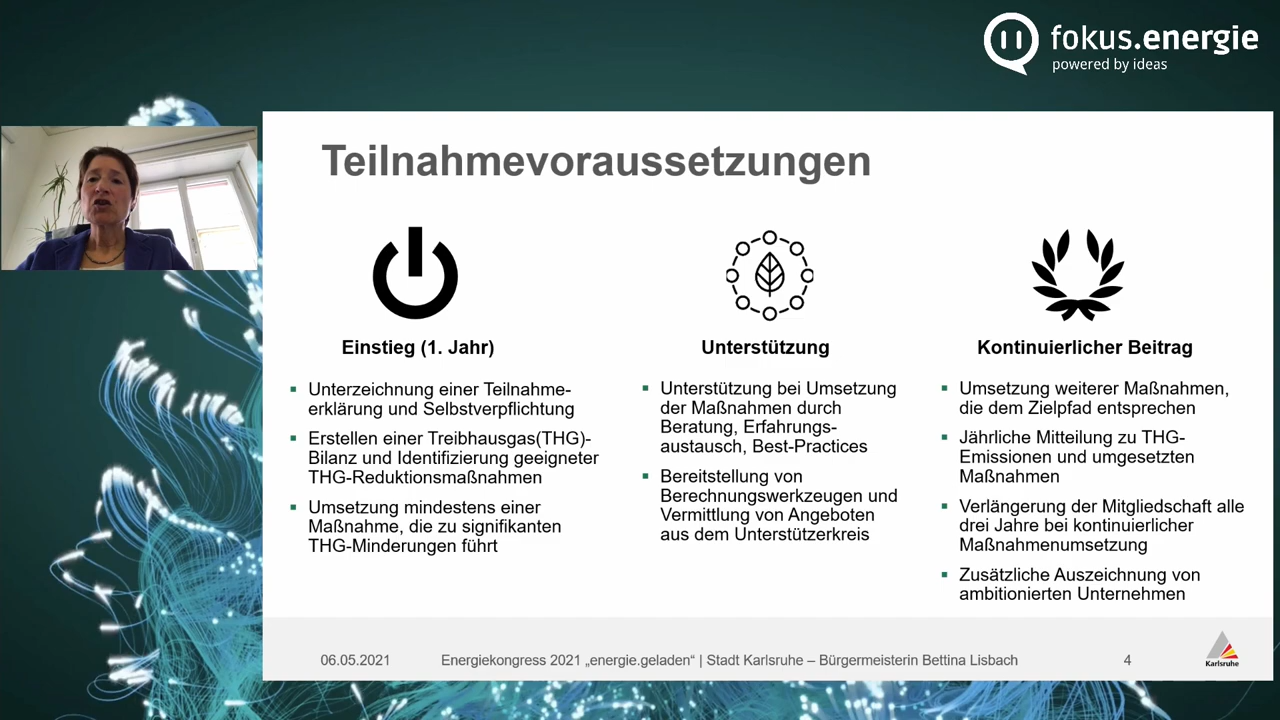 fokus.energie
powered by ideas
Teilnahmevoraussetzungen
Einstieg (1. Jahr)
Unterzeichnung einer Teilnahme-
erklärung und Selbstverpflichtung
Erstellen einer Treibhausgas(THG)-
Bilanz und Identifizierung geeigneter
THG-Reduktionsmaßnahmen
Umsetzung mindestens einer
Maßnahme, die zu signifikanten
THG-Minderungen führt
Unterstützung
Unterstützung bei Umsetzung
der Maßnahmen durch
Beratung, Erfahrungs-
austausch, Best-Practices
Bereitstellung von
Berechnungswerkzeugen und
Vermittlung von Angeboten
aus dem Unterstützerkreis
Kontinuierlicher Beitrag
Umsetzung weiterer Maßnahmen,
die dem Zielpfad entsprechen
Jährliche Mitteilung zu THG-
Emissionen und umgesetzten
Maßnahmen
Verlängerung der Mitgliedschaft alle
drei Jahre bei kontinuierlicher
Maßnahmenumsetzung
Zusätzliche Auszeichnung von
ambitionierten Unternehmen
06.05.2021
Energiekongress 2021 „energie.geladen“ | Stadt Karlsruhe – Bürgermeisterin Bettina Lisbach
4
Karlsruhe